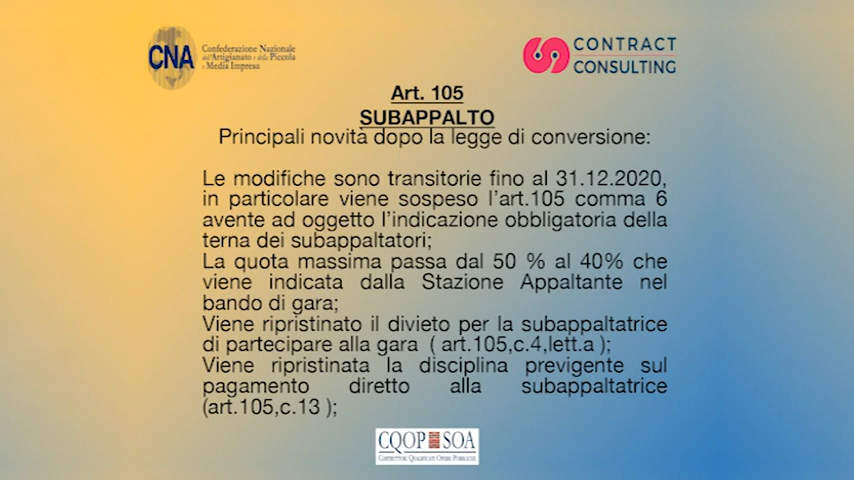 CNA
Confederazione Nazionale
dell'Artigianato e della Piccola
e Media Impresa
CONTRACT
CONSULTING
Art. 105
SUBAPPALTO
Principali novità dopo la legge di conversione:
Le modifiche sono transitorie fino al 31.12.2020,
in particolare viene sospeso l'art.105 comma 6
avente ad oggetto l'indicazione obbligatoria della
terna dei subappaltatori;
La quota massima passa dal 50 % al 40% che
viene indicata dalla Stazione Appaltante nel
bando di gara;
Viene ripristinato il divieto per la subappaltatrice
di partecipare alla gara ( art.105,c.4,lett.a );
Viene ripristinata la disciplina previgente sul
pagamento diretto alla subappaltatrice
(art.105,c.13 );
CQOP SOA
Costruttori Qualificati Opere Pubbliche